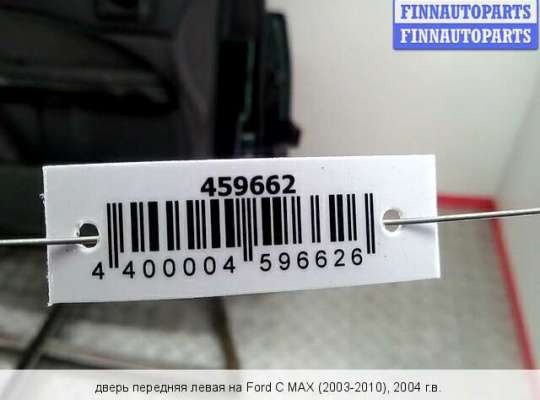 FINNAUTOPARTS
FINNAUTOPARTS
459662
4 400004 596626
дверь передняя левая на Ford C MAX (2003-2010), 2004 г.в.